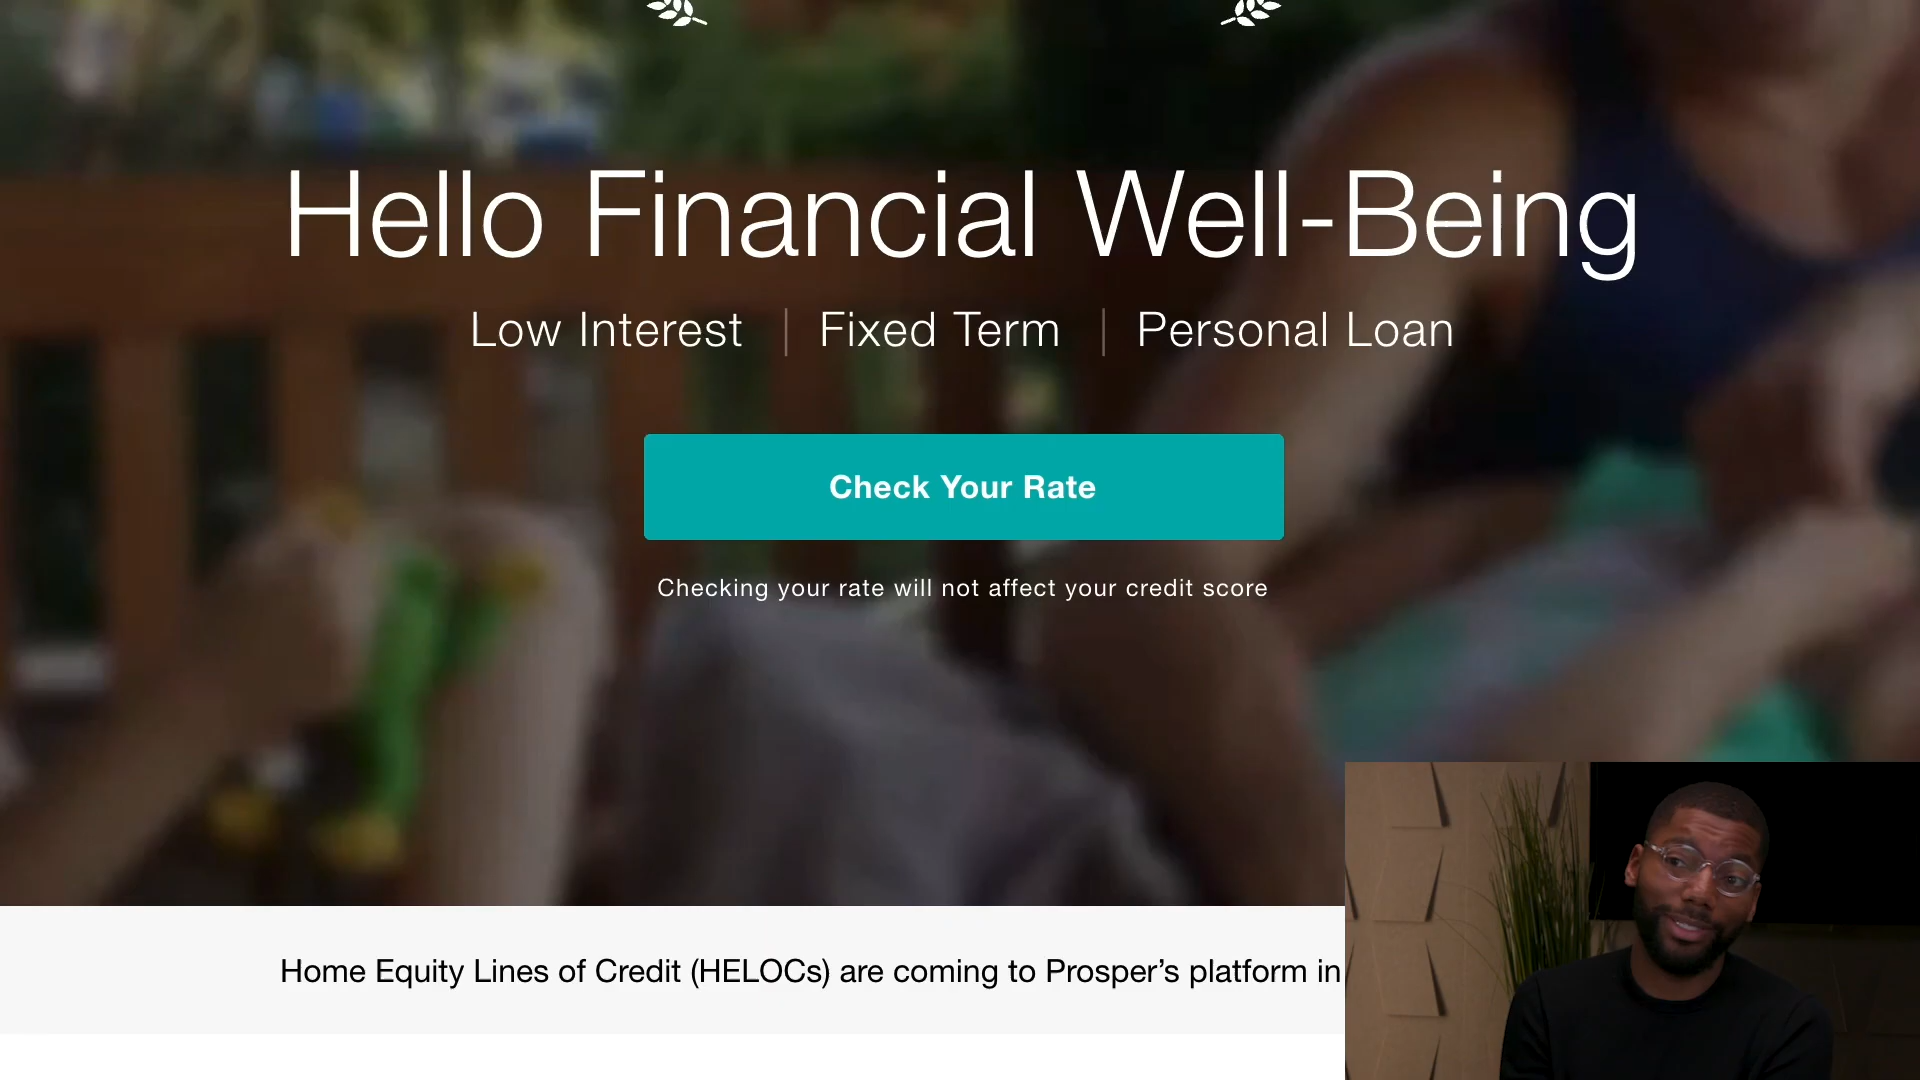 Hello Financial Well-Being
Low Interest | Fixed Term | Personal Loan
Check Your Rate
Checking your rate will not affect your credit score
Home Equity Lines of Credit (HELOCs) are coming to Prosper’s platform in